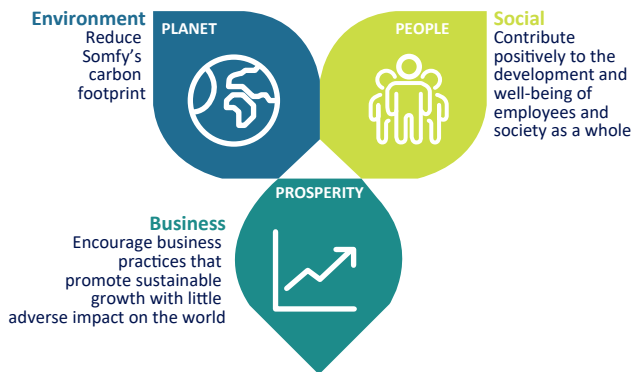 Environment
Reduce
Somfy's
carbon
footprint
PLANET
PEOPLE
Social
Contribute
positively to the
development and
well-being of
employees and
society as a whole
PROSPERITY
Business
Encourage business
practices that
promote sustainable
growth with little
adverse impact on the world